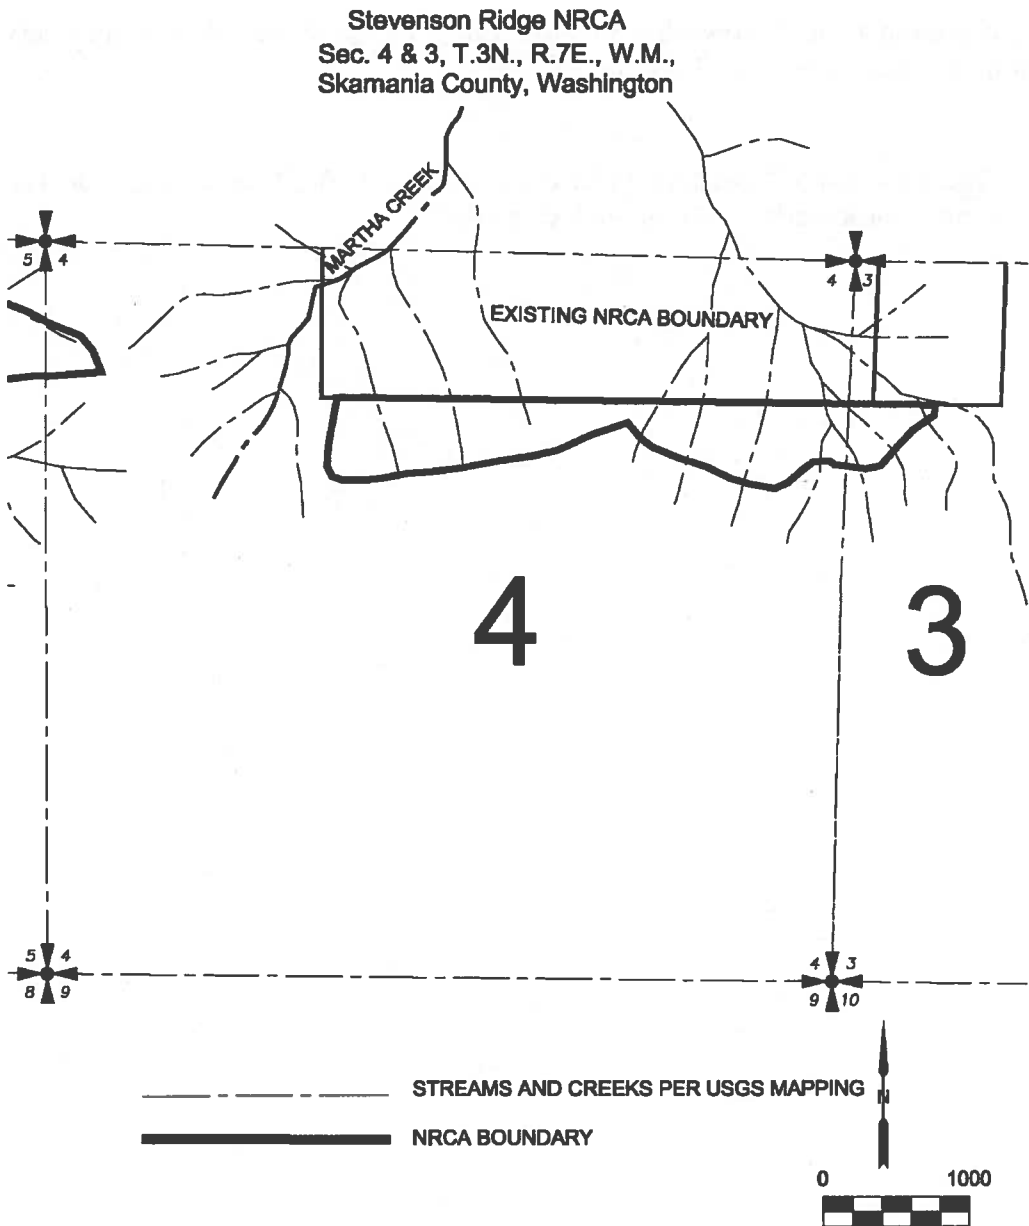 Stevenson Ridge NRCA
Sec. 4 & 3, T.3N., R.7E., W.M.,
Skamania County, Washington
MARTHA CREEK
5 4
4 3
EXISTING NRCA BOUNDARY
4 3
5 4
8 9
4 3
9 10
STREAMS AND CREEKS PER USGS MAPPING
N
NRCA BOUNDARY
0 1000